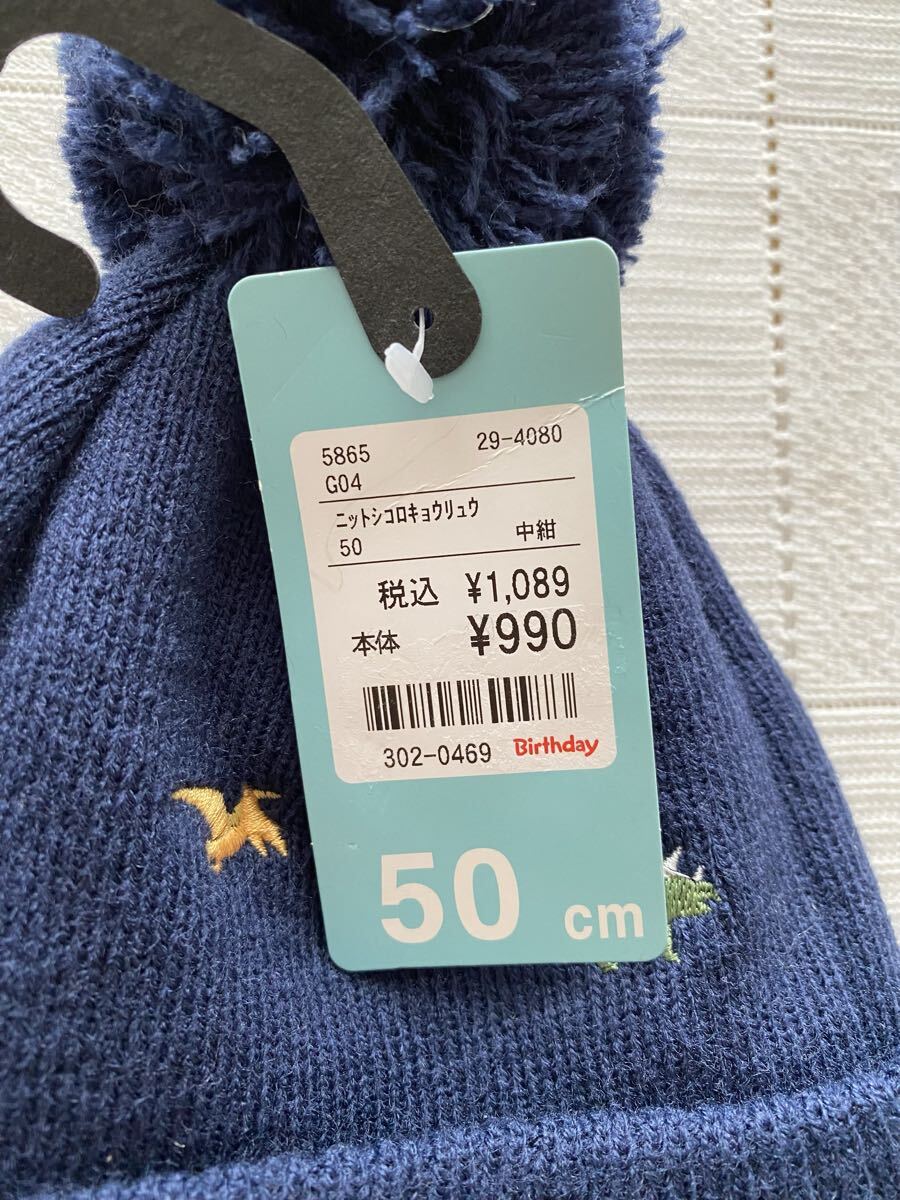 5865 29-4080
G04
ﾆｯﾄｼｺﾛｷｮｳﾘｭｳ
50 中紺
税込 ¥1,089
本体 ¥990
302-0469 Birthday
50 cm